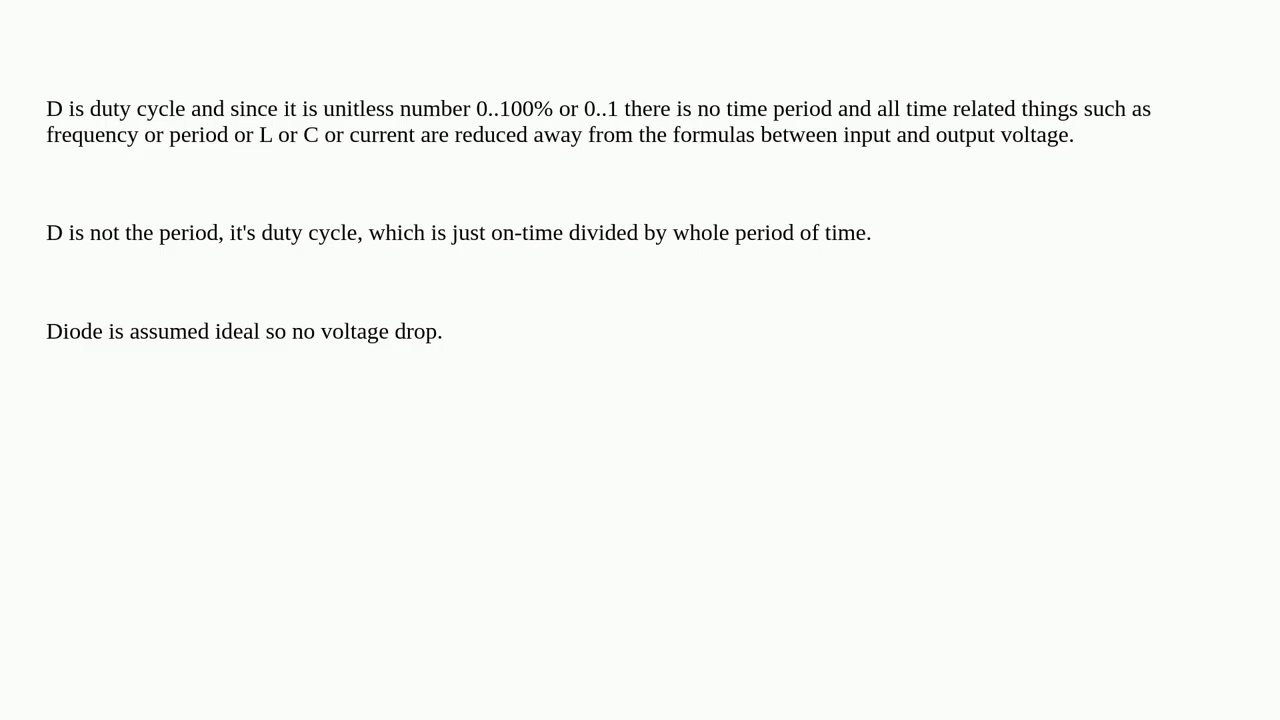 D is duty cycle and since it is unitless number 0..100% or 0..1 there is no time period and all time related things such as
frequency or period or L or C or current are reduced away from the formulas between input and output voltage.
D is not the period, it's duty cycle, which is just on-time divided by whole period of time.
Diode is assumed ideal so no voltage drop.